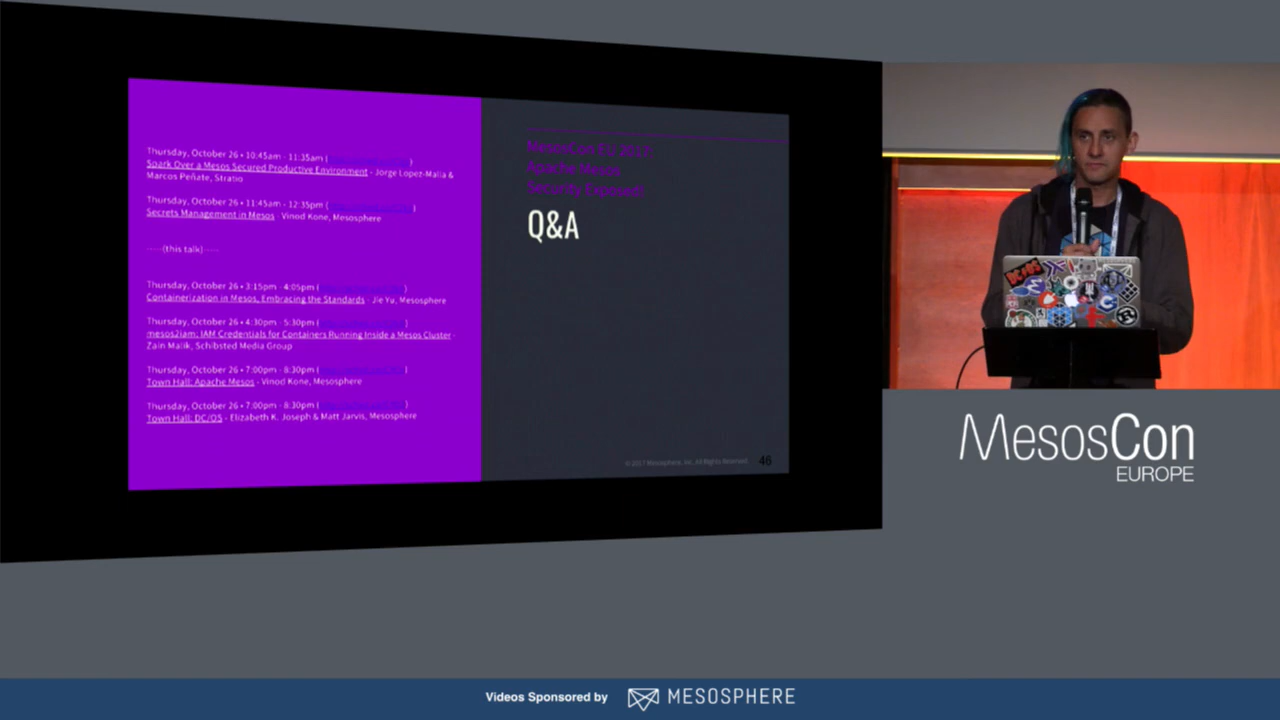 Thursday, October 26 • 10:45am - 11:35am (
Spark Over a Mesos Secured Productive Environment - Jorge Lopez-Malla &
Marcos Peñate, Stratio
Thursday, October 26 • 11:45am - 12:35pm (
Secrets Management in Mesos - Vinod Kone, Mesosphere
-----(this talk)-----
Thursday, October 26 • 3:15pm - 4:05pm (
Containerization in Mesos, Embracing the Standards - Jie Yu, Mesosphere
Thursday, October 26 • 4:30pm - 5:30pm (
mesos2iam: IAM Credentials for Containers Running Inside a Mesos Cluster -
Zain Malik, Schibsted Media Group
Thursday, October 26 • 7:00pm - 8:30pm (
Town Hall: Apache Mesos - Vinod Kone, Mesosphere
Thursday, October 26 • 7:00pm - 8:30pm (
Town Hall: DC/OS - Elizabeth K. Joseph & Matt Jarvis, Mesosphere
MesosCon EU 2017:
Apache Mesos
Security Exposed!
Q&A
© 2017 Mesosphere, Inc. All Rights Reserved.
46
MesosCon
EUROPE
Videos Sponsored by
MESOSPHERE